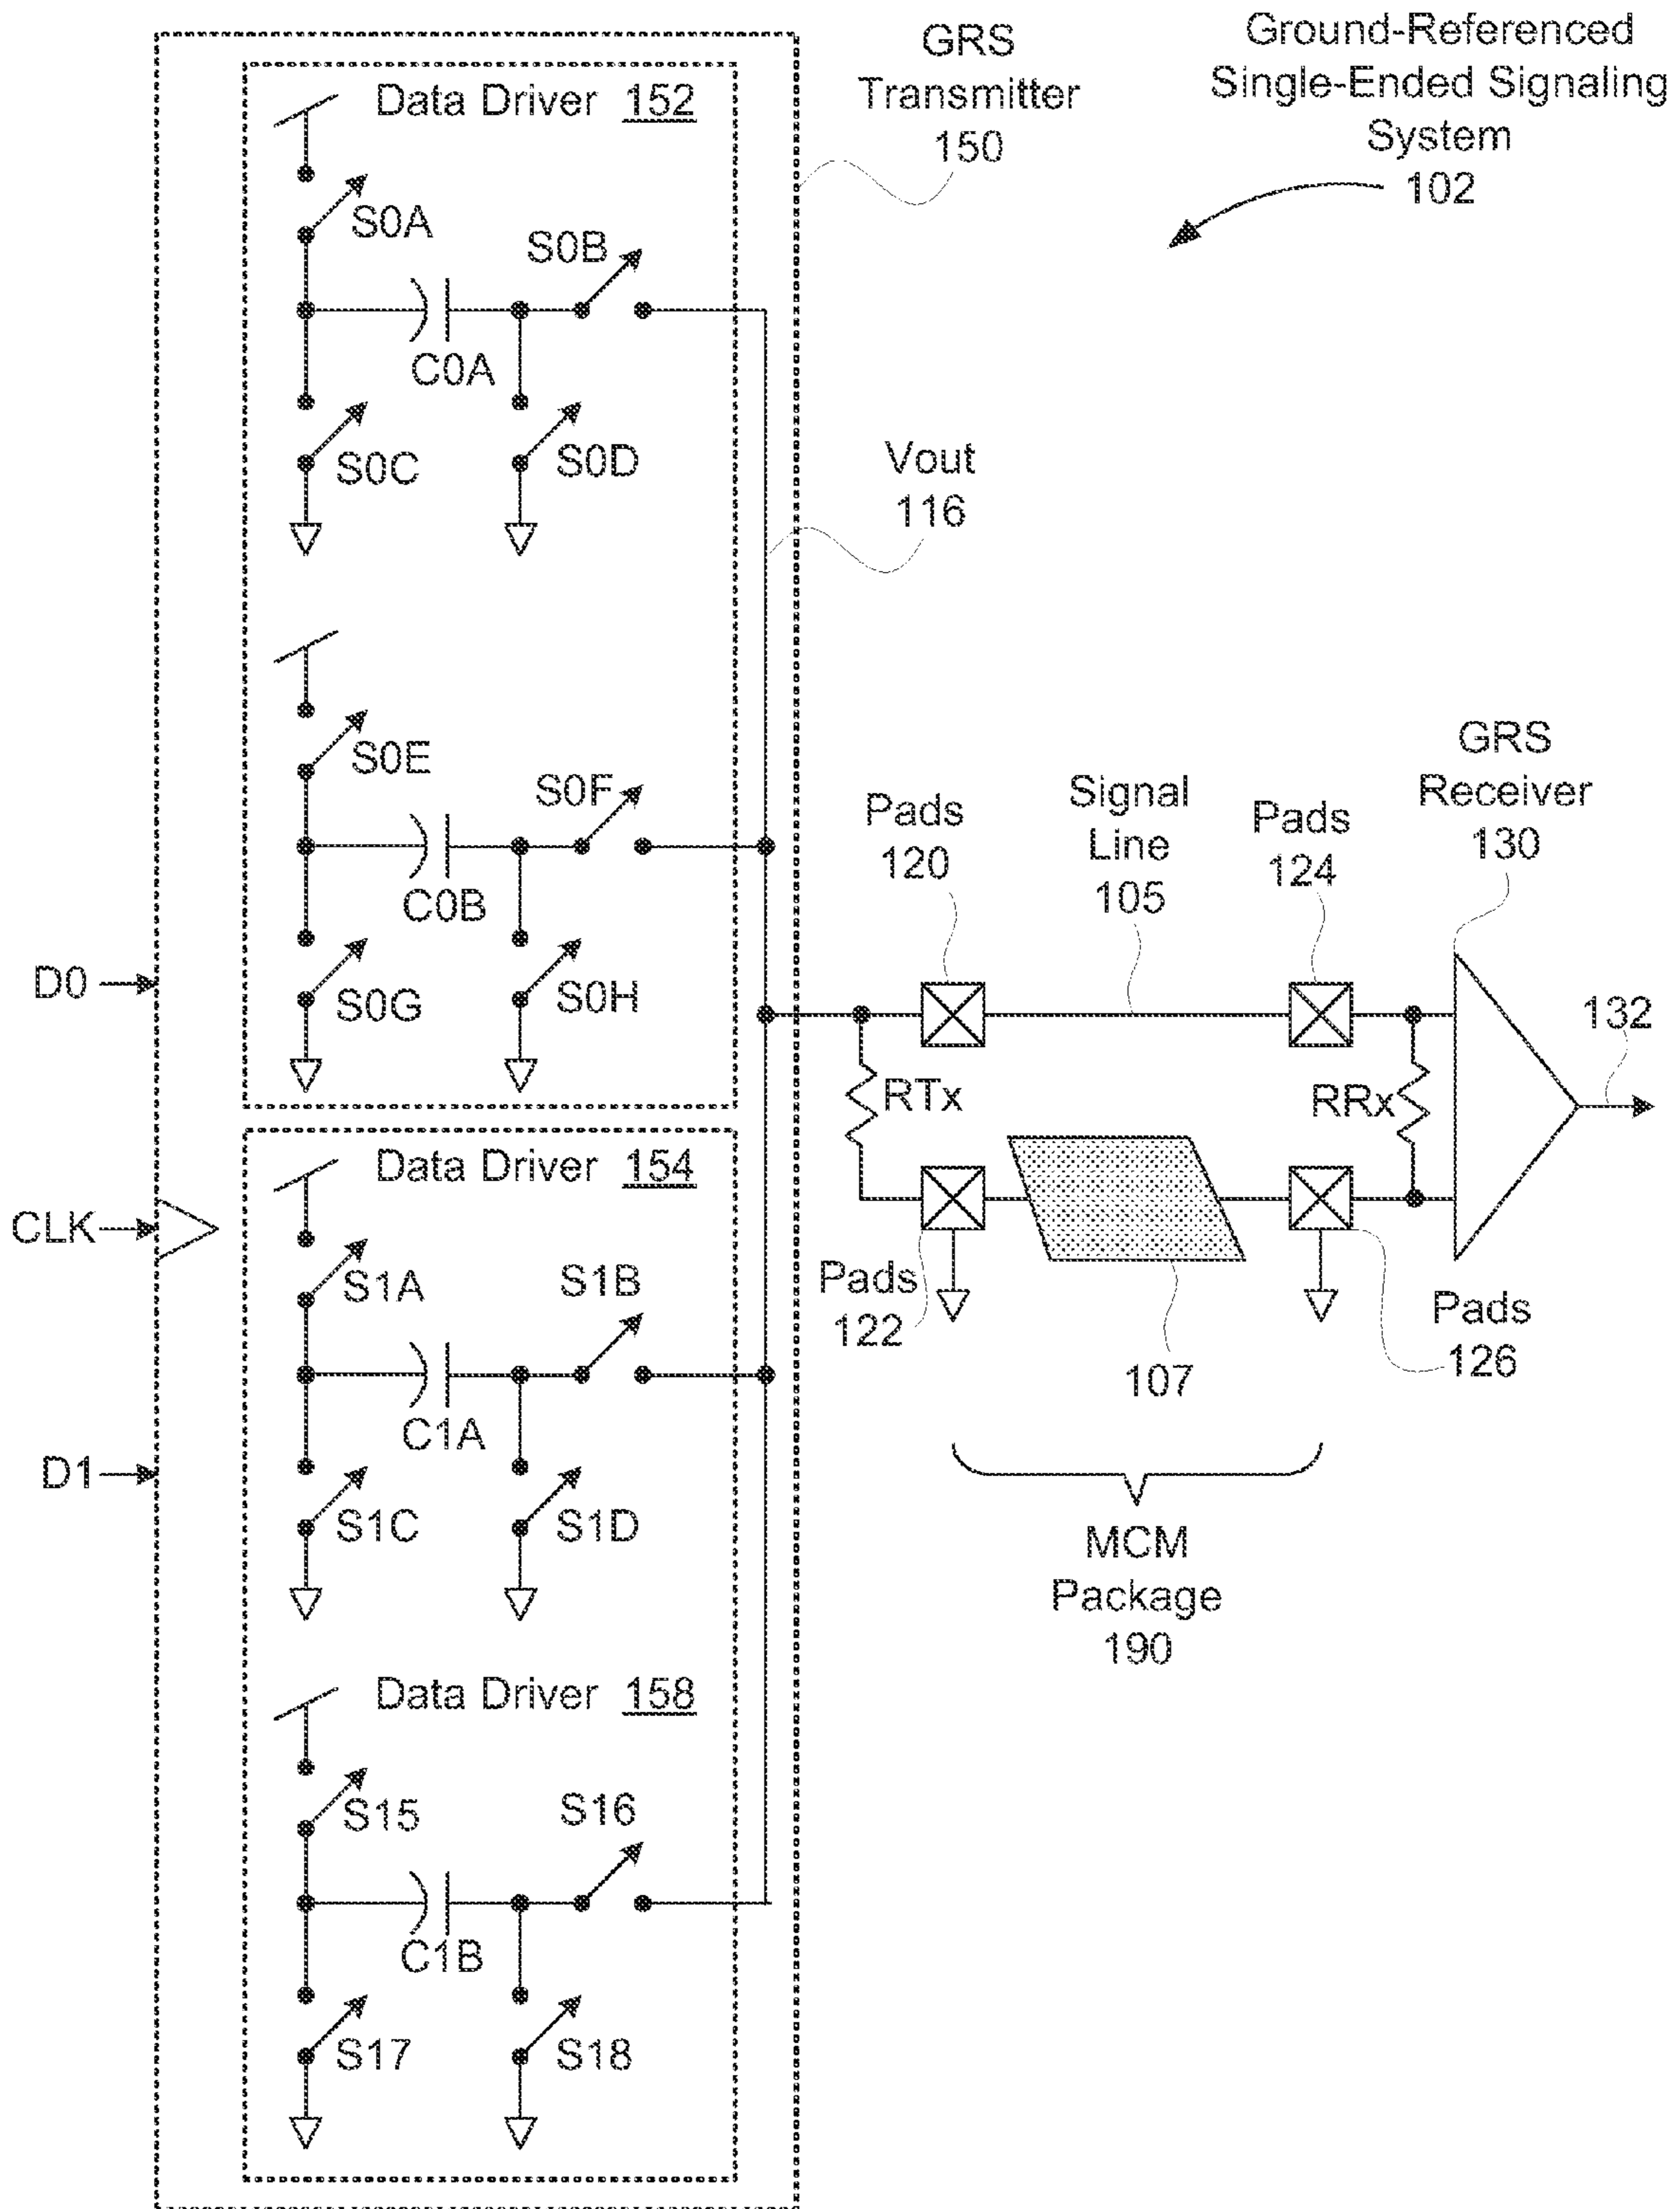 GRS
Transmitter
150
Ground-Referenced
Single-Ended Signaling
System
102
Data Driver 152
S0A
S0B
C0A
S0C
S0D
Vout
116
S0E
S0F
C0B
S0G
S0H
D0
Pads
120
Signal
Line
105
Pads
124
GRS
Receiver
130
132
RTx
RRx
Data Driver 154
CLK
S1A
S1B
C1A
S1C
S1D
D1
Pads
122
107
Pads
126
MCM
Package
190
Data Driver 158
S15
S16
C1B
S17
S18